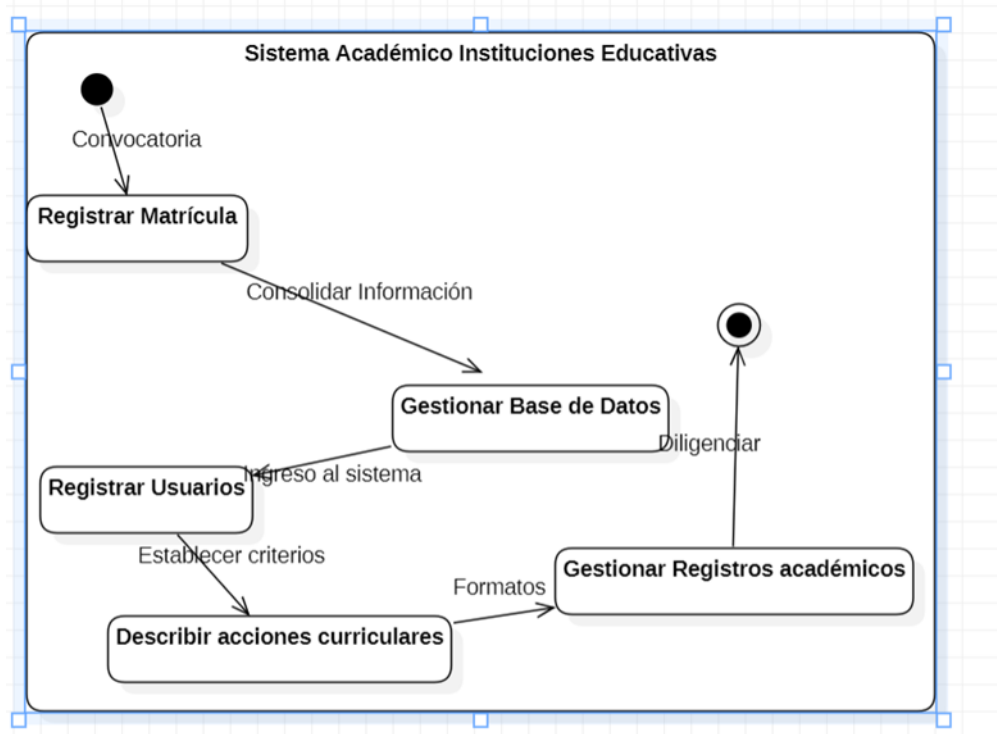 Sistema Académico Instituciones Educativas
Convocatoria
Registrar Matrícula
Consolidar Información
Gestionar Base de Datos
Diligenciar
Ingreso al sistema
Registrar Usuarios
Establecer criterios
Gestionar Registros académicos
Formatos
Describir acciones curriculares